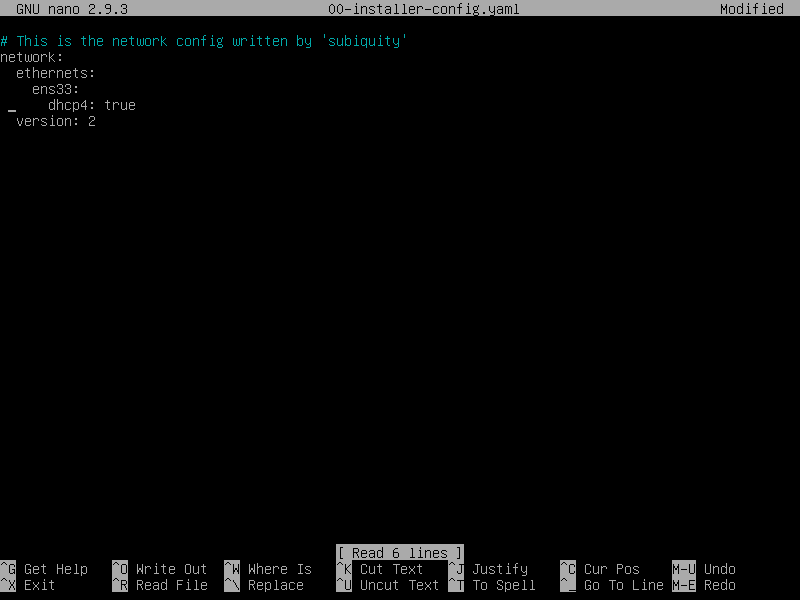 GNU nano 2.9.3 00-installer-config.yaml Modified
# This is the network config written by 'subiquity'
network:
  ethernets:
    ens33:
      dhcp4: true
  version: 2
[ Read 6 lines ]
^G Get Help ^O Write Out ^W Where Is ^K Cut Text ^J Justify ^C Cur Pos M-U Undo
^X Exit ^R Read File ^\ Replace ^U Uncut Text ^T To Spell ^_ Go To Line M-E Redo